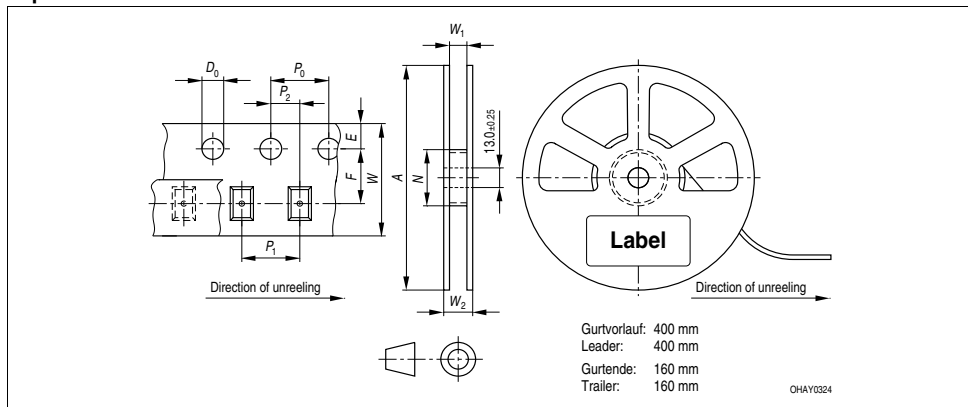 W1
D0
P0
P2
E
F
W
A
N
13.0±0.25
P1
W2
Label
Direction of unreeling
Direction of unreeling
Gurtvorlauf: 400 mm
Leader: 400 mm
Gurtende: 160 mm
Trailer: 160 mm
OHAY0324